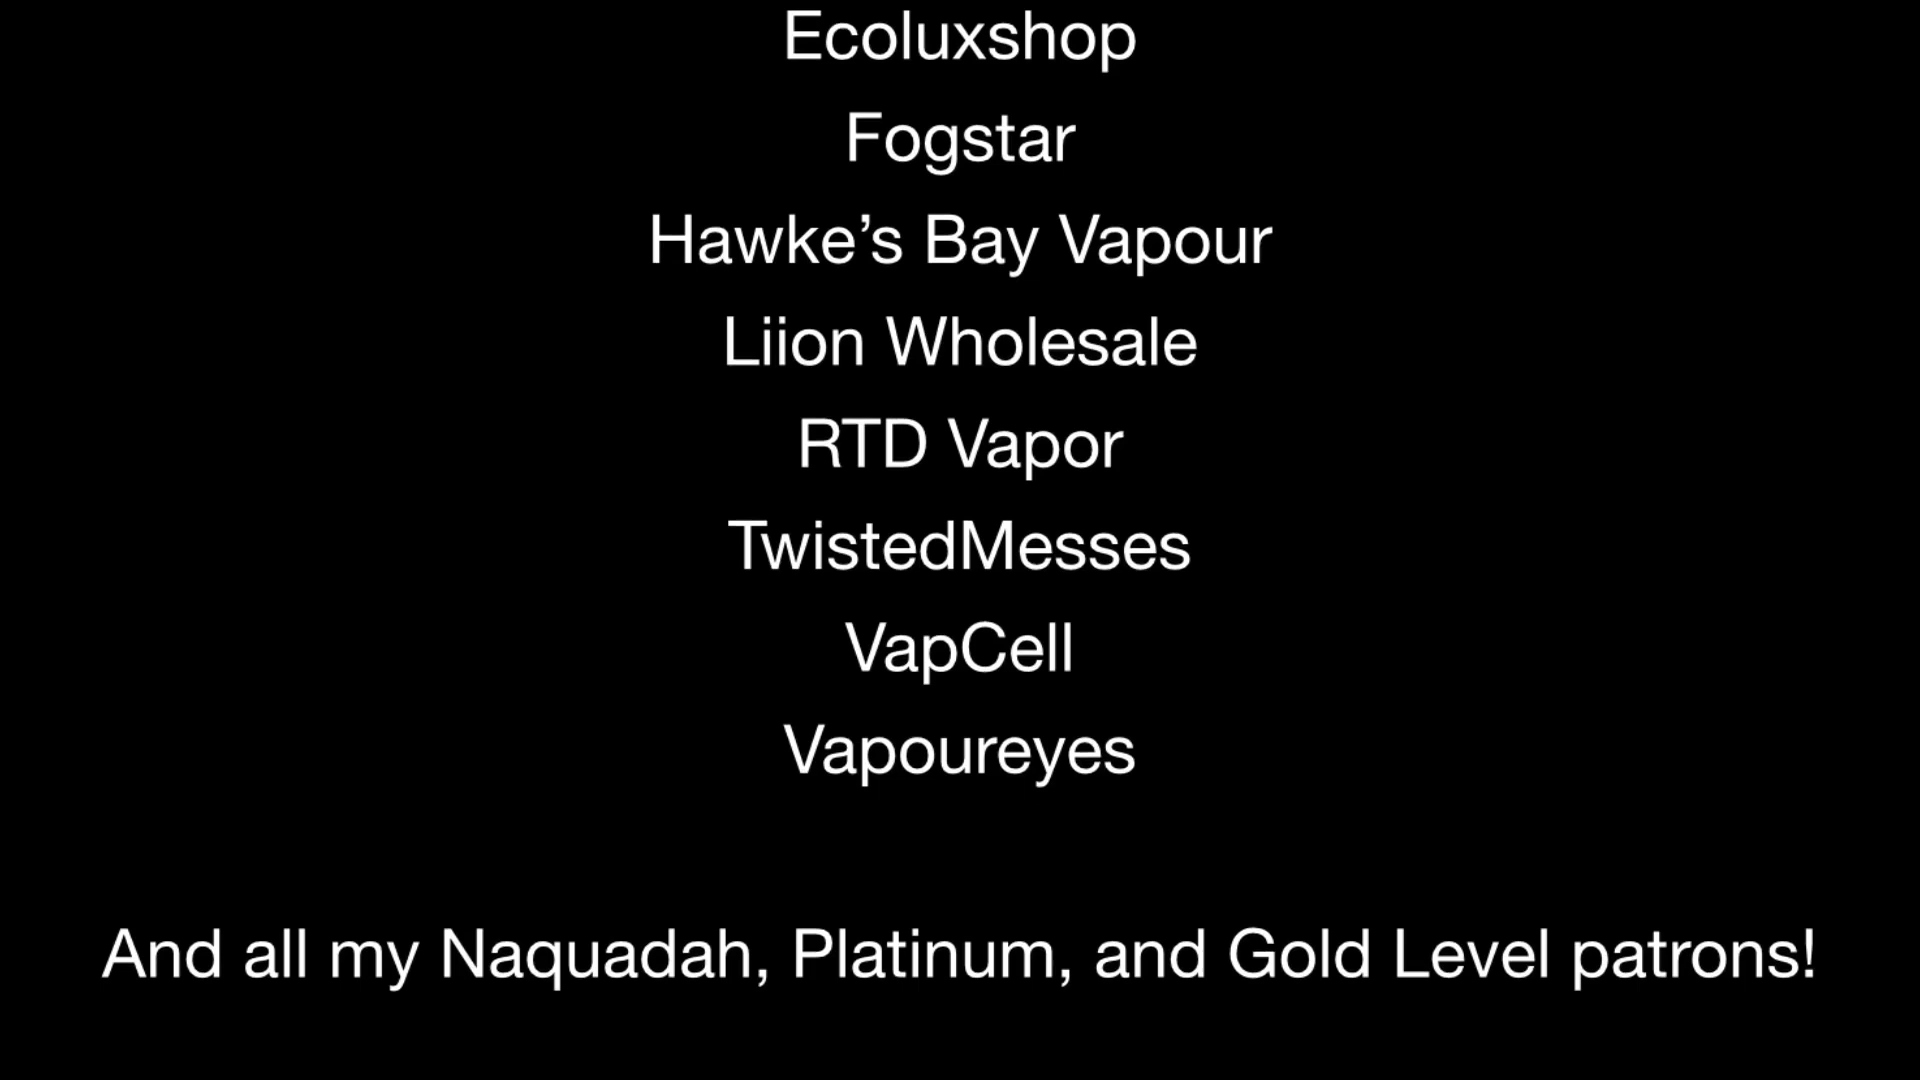 Ecoluxshop
Fogstar
Hawke’s Bay Vapour
Liion Wholesale
RTD Vapor
TwistedMesses
VapCell
Vapoureyes
And all my Naquadah, Platinum, and Gold Level patrons!